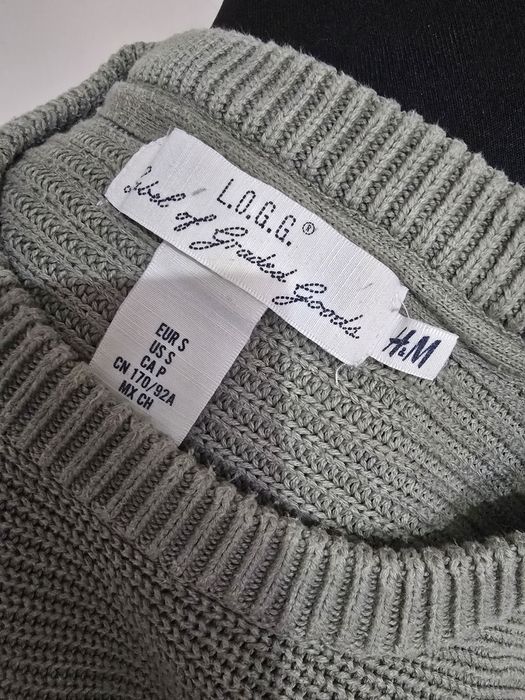 L.O.G.G.®
Label of Graded Goods
H&M
EUR S
US S
CA P
CN 170/92A
MX CH